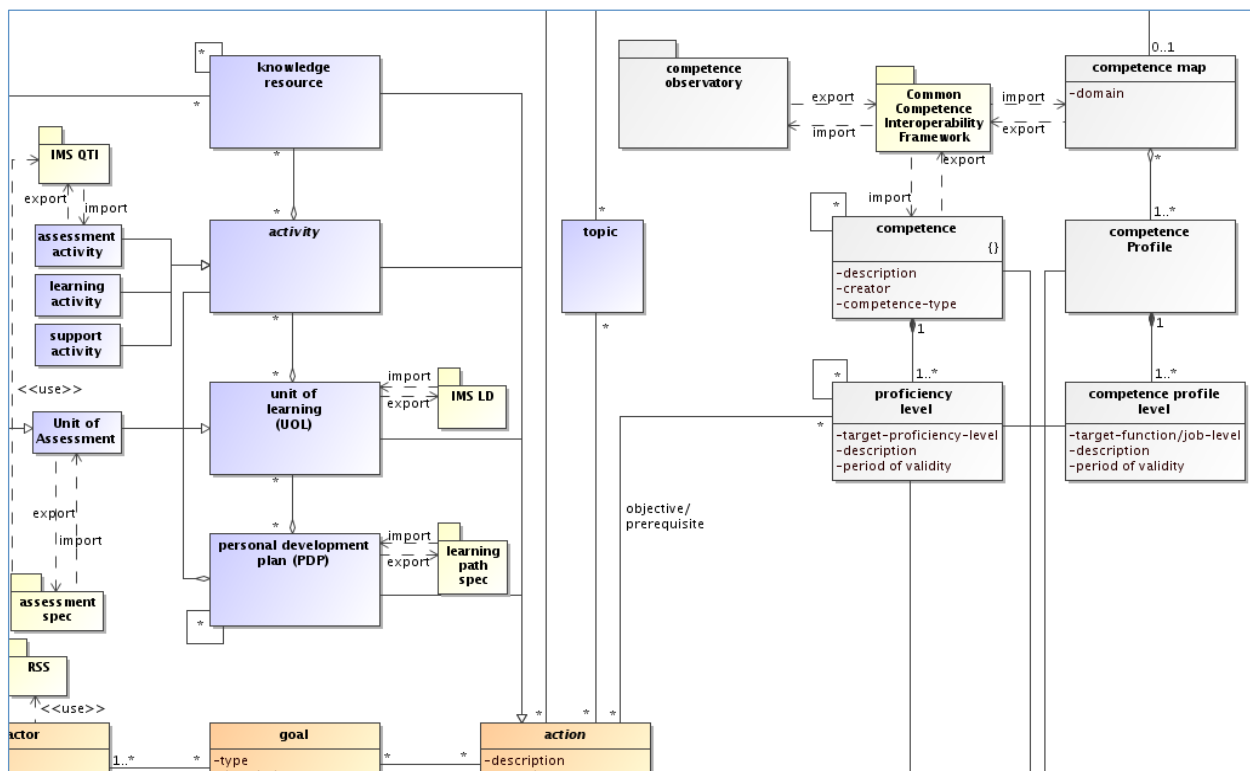 *
knowledge
resource
*
*
IMS QTI
export
import
*
activity
assessment
activity
learning
activity
support
activity
*
<<use>>
*
unit of
learning
(UOL)
import
export
IMS LD
Unit of
Assessment
*
export
import
*
personal development
plan (PDP)
import
export
learning
path
spec
*
assessment
spec
RSS
<<use>>
actor
1..*
*
goal
-type
*
*
action
-description
*
*
*
competence
observatory
export
import
Common
Competence
Interoperability
Framework
import
export
0..1
competence map
-domain
*
import
export
*
topic
*
*
competence
{}
-description
-creator
-competence-type
1
1..*
competence
Profile
1
1..*
*
*
proficiency
level
-target-proficiency-level
-description
-period of validity
1..*
competence profile
level
-target-function/job-level
-description
-period of validity
objective/
prerequisite